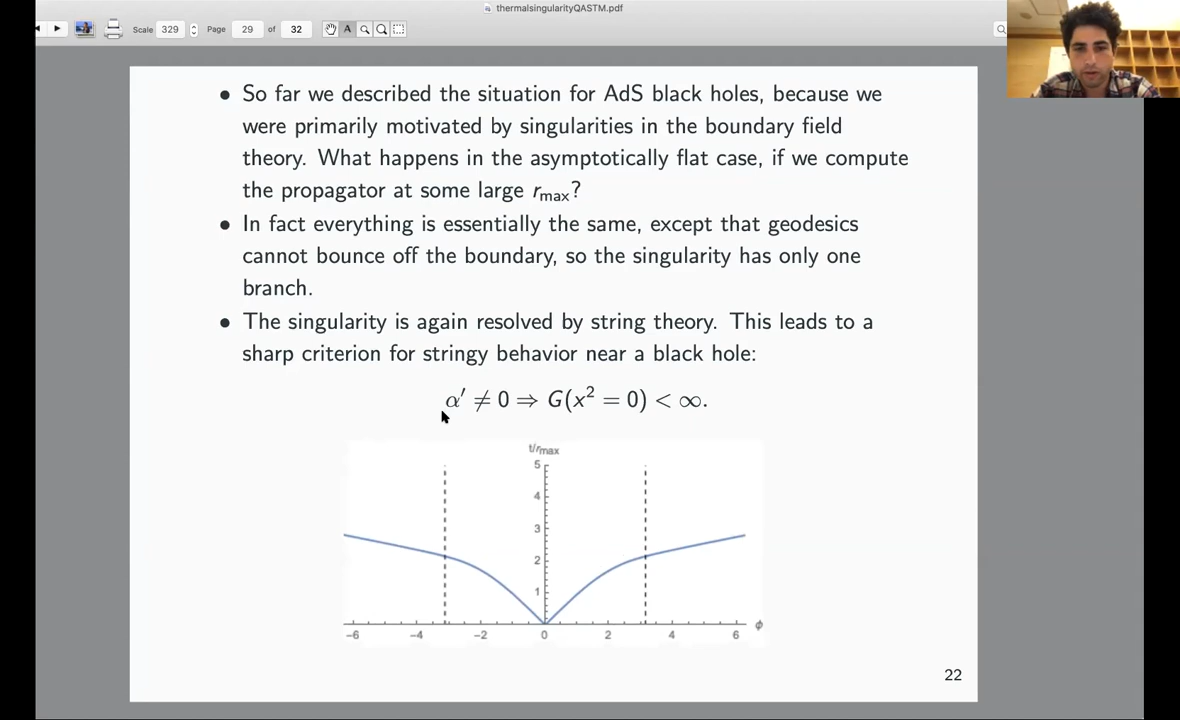 thermalsingularityQASTM.pdf
Scale 329 Page 29 of 32 A
• So far we described the situation for AdS black holes, because we
were primarily motivated by singularities in the boundary field
theory. What happens in the asymptotically flat case, if we compute
the propagator at some large r_max?
• In fact everything is essentially the same, except that geodesics
cannot bounce off the boundary, so the singularity has only one
branch.
• The singularity is again resolved by string theory. This leads to a
sharp criterion for stringy behavior near a black hole:
α′ ≠ 0 ⇒ G(x² = 0) < ∞.
t/r_max
5
4
3
2
1
-6 -4 -2 0 2 4 6 ϕ
22